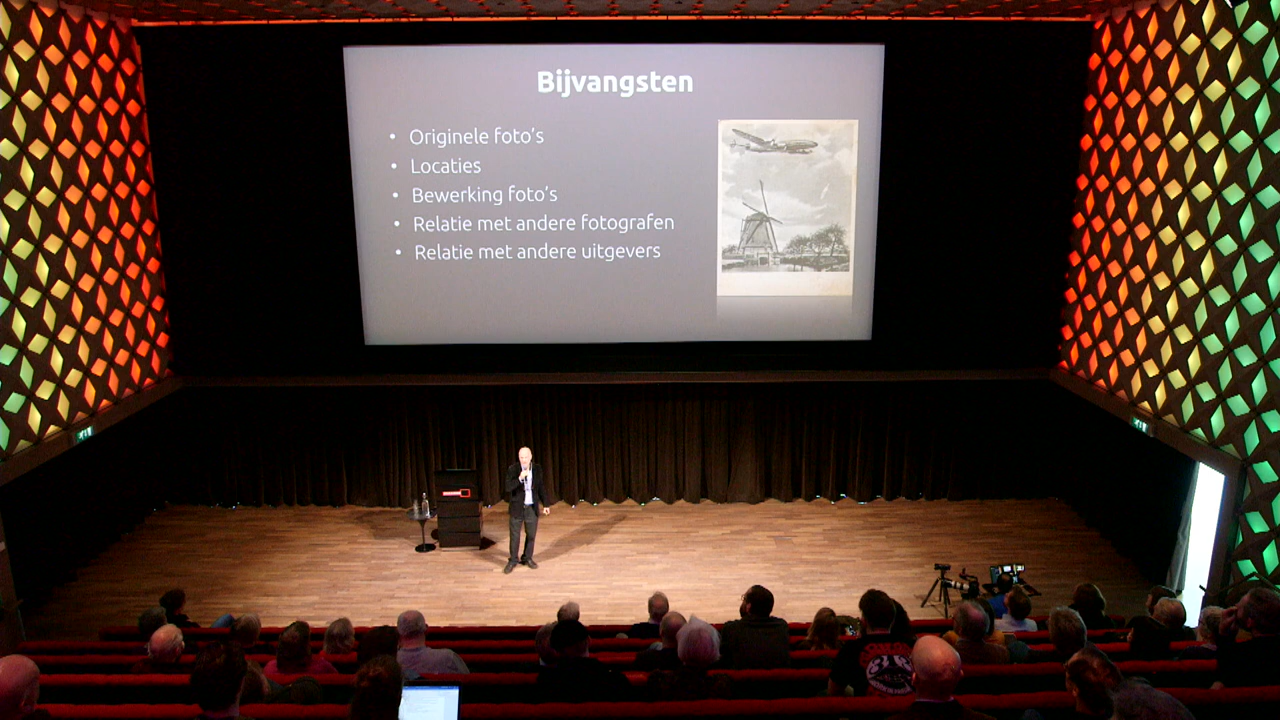 Bijvangsten
• Originele foto's
• Locaties
• Bewerking foto's
• Relatie met andere fotografen
• Relatie met andere uitgevers